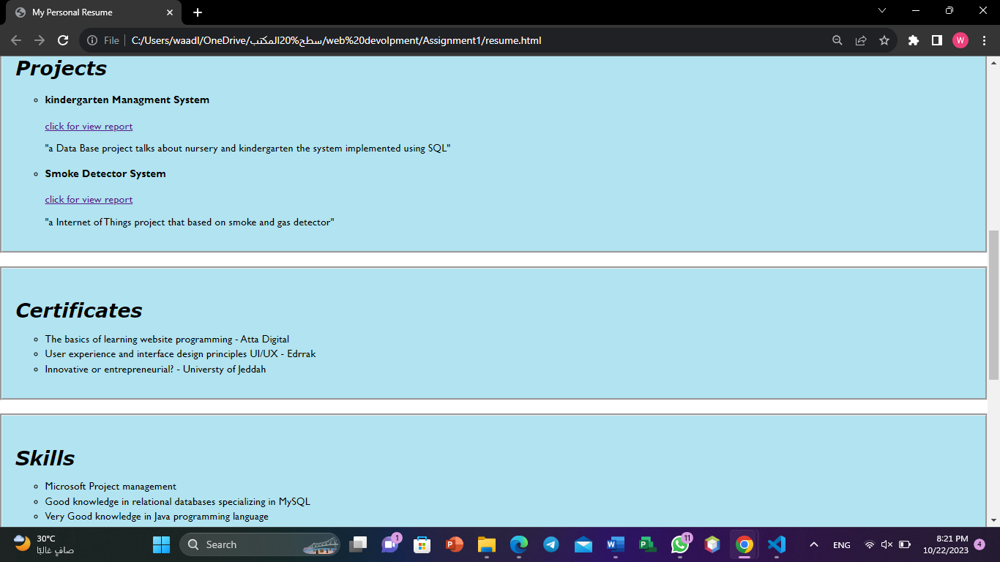 My Personal Resume
File
C:/Users/waadl/OneDrive/سطح%20المكتب/web%20devolpment/Assignment1/resume.html
W
Projects
kindergarten Managment System
click for view report
"a Data Base project talks about nursery and kindergarten the system implemented using SQL"
Smoke Detector System
click for view report
"a Internet of Things project that based on smoke and gas detector"
Certificates
The basics of learning website programming - Atta Digital
User experience and interface design principles UI/UX - Edrrak
Innovative or entrepreneurial? - Universty of Jeddah
Skills
Microsoft Project management
Good knowledge in relational databases specializing in MySQL
Very Good knowledge in Java programming language
30°C
صافٍ غالبًا
Search
1
P
W
P
11
ENG
8:21 PM
10/22/2023
4